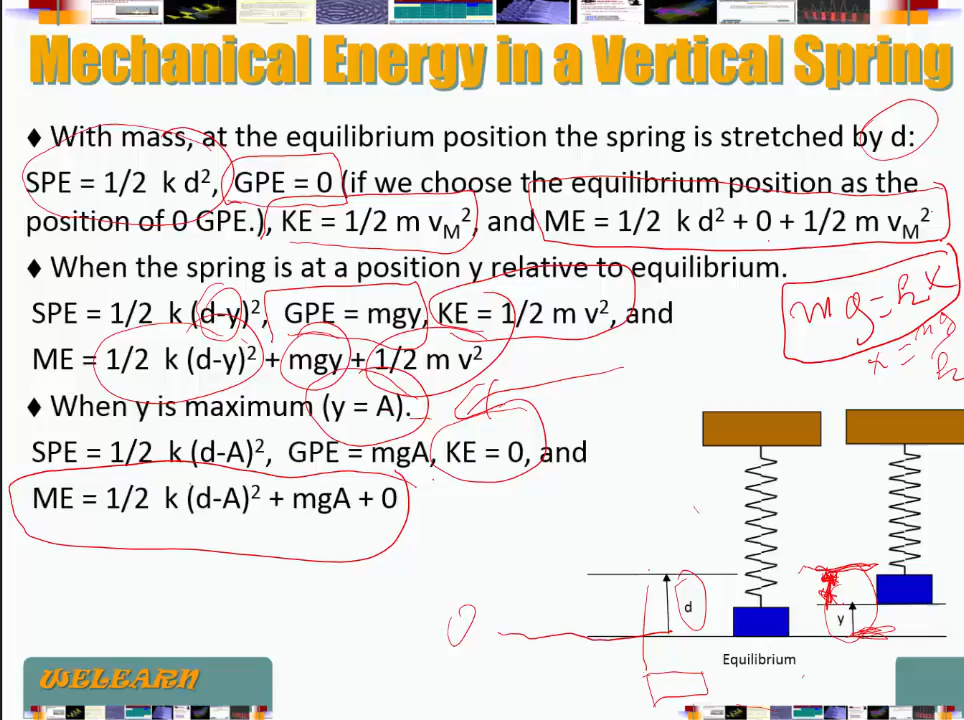 Mechanical Energy in a Vertical Spring
♦ With mass, at the equilibrium position the spring is stretched by d:
SPE = 1/2 k d², GPE = 0 (if we choose the equilibrium position as the
position of 0 GPE.), KE = 1/2 m v_M², and ME = 1/2 k d² + 0 + 1/2 m v_M²
♦ When the spring is at a position y relative to equilibrium.
SPE = 1/2 k (d-y)², GPE = mgy, KE = 1/2 m v², and
ME = 1/2 k (d-y)² + mgy + 1/2 m v²
♦ When y is maximum (y = A).
SPE = 1/2 k (d-A)², GPE = mgA, KE = 0, and
ME = 1/2 k (d-A)² + mgA + 0
mg = kx
x = mg
k
d
y
0
Equilibrium
WELEARN